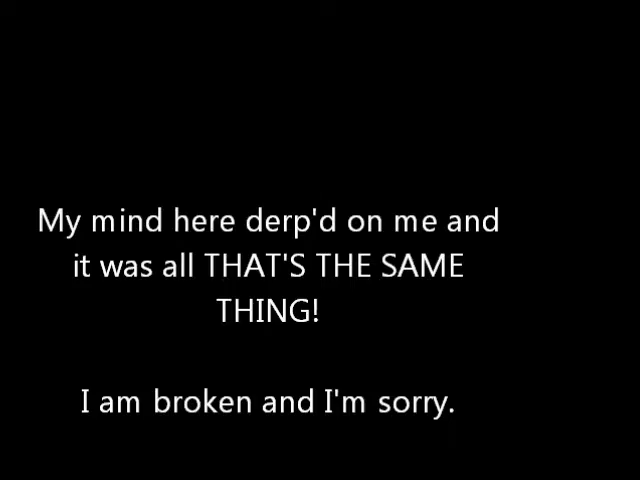 My mind here derp'd on me and
it was all THAT'S THE SAME
THING!
I am broken and I'm sorry.